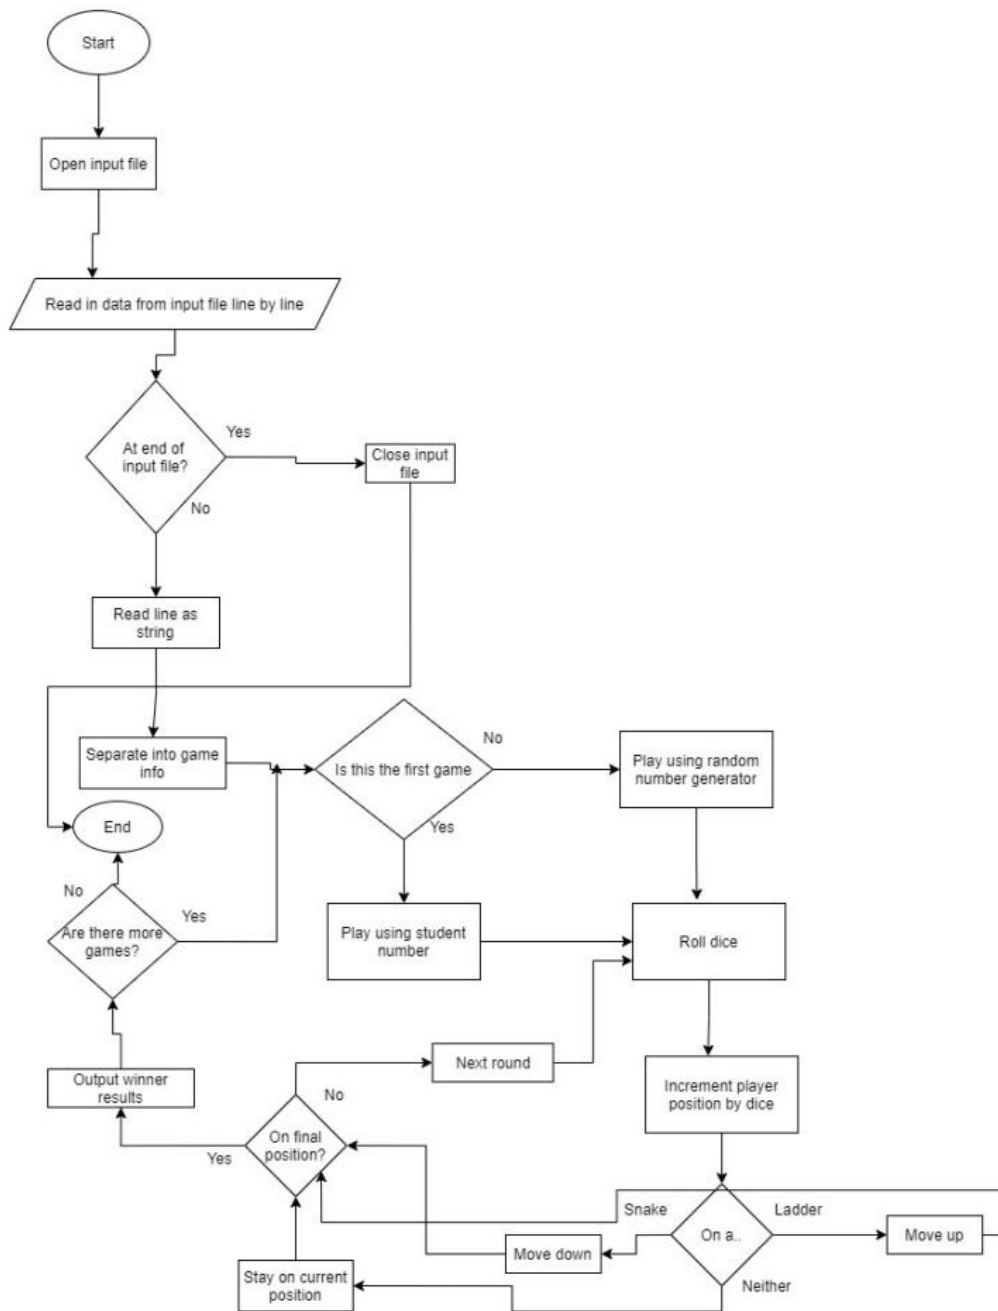 Start
Open input file
Read in data from input file line by line
At end of
input file?
Yes
No
Close input
file
Read line as
string
Separate into game
info
Is this the first game
No
Yes
Play using random
number generator
End
No
Are there more
games?
Yes
Play using student
number
Roll dice
Next round
Output winner
results
No
On final
position?
Yes
Increment player
position by dice
Snake
Ladder
On a..
Neither
Move down
Move up
Stay on current
position